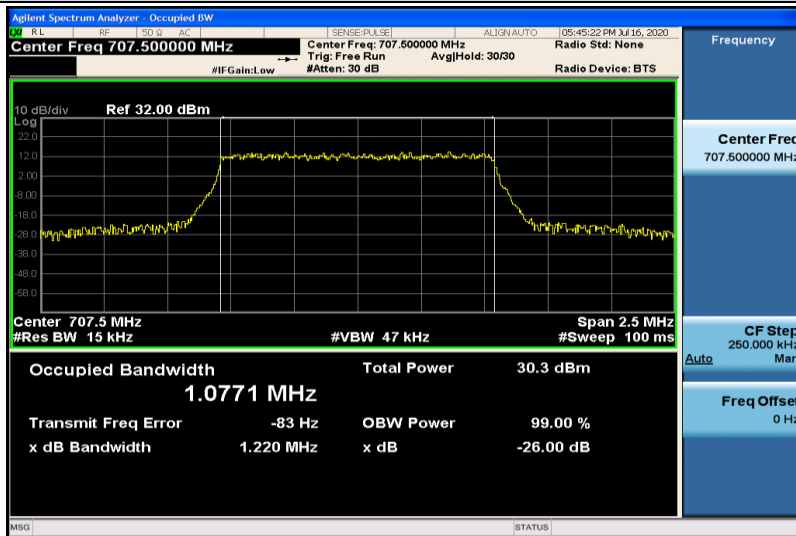 Agilent Spectrum Analyzer - Occupied BW
LXI RL RF 50 Ω AC SENSE:PULSE ALIGN AUTO 05:45:22 PM Jul 16, 2020
Center Freq 707.500000 MHz Center Freq: 707.500000 MHz Radio Std: None
Trig: Free Run Avg|Hold: 30/30
#IFGain:Low #Atten: 30 dB Radio Device: BTS
Frequency
10 dB/div Ref 32.00 dBm
Log
22.0
12.0
2.00
-8.00
-18.0
-28.0
-38.0
-48.0
-58.0
Center 707.5 MHz Span 2.5 MHz
#Res BW 15 kHz #VBW 47 kHz #Sweep 100 ms
Occupied Bandwidth Total Power 30.3 dBm
1.0771 MHz
Transmit Freq Error -83 Hz OBW Power 99.00 %
x dB Bandwidth 1.220 MHz x dB -26.00 dB
Center Freq
707.500000 MHz
CF Step
250.000 kHz
Auto Man
Freq Offset
0 Hz
MSG STATUS